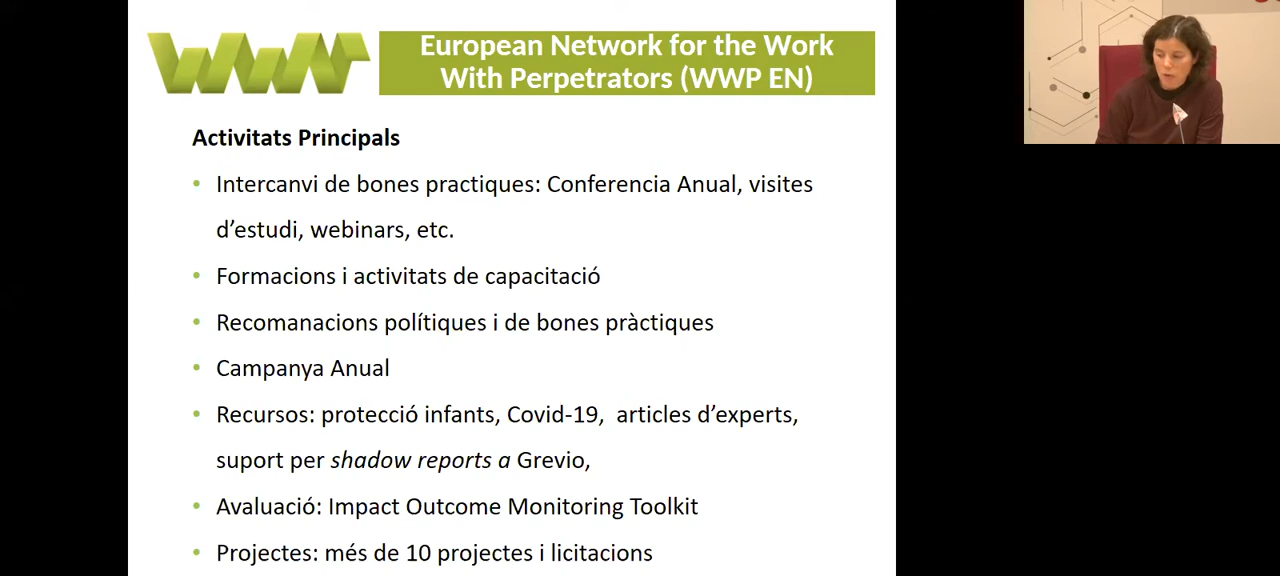 WWP
European Network for the Work
With Perpetrators (WWP EN)
Activitats Principals
• Intercanvi de bones practiques: Conferencia Anual, visites
d’estudi, webinars, etc.
• Formacions i activitats de capacitació
• Recomanacions polítiques i de bones pràctiques
• Campanya Anual
• Recursos: protecció infants, Covid-19, articles d’experts,
suport per shadow reports a Grevio,
• Avaluació: Impact Outcome Monitoring Toolkit
• Projectes: més de 10 projectes i licitacions